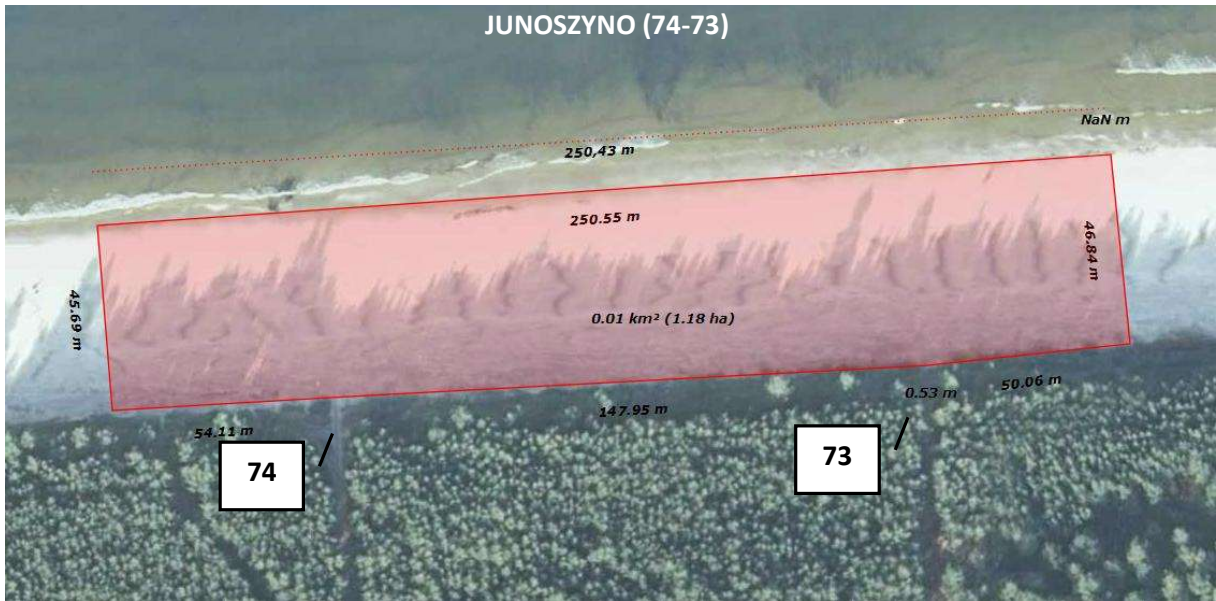 JUNOSZYNO (74-73)
NaN m
250,43 m
250.55 m
46.84 m
45.69 m
0.01 km² (1.18 ha)
50.06 m
0.53 m
147.95 m
54.11 m
74
73